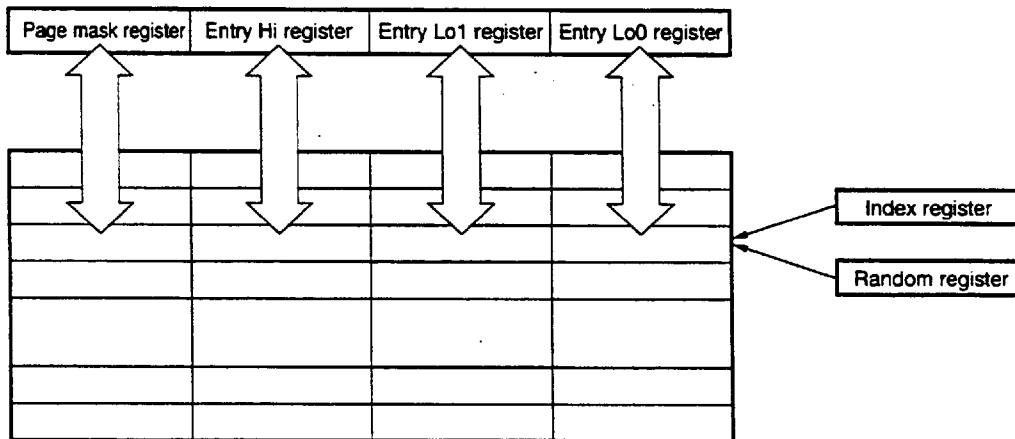 Page mask register
Entry Hi register
Entry Lo1 register
Entry Lo0 register
Index register
Random register